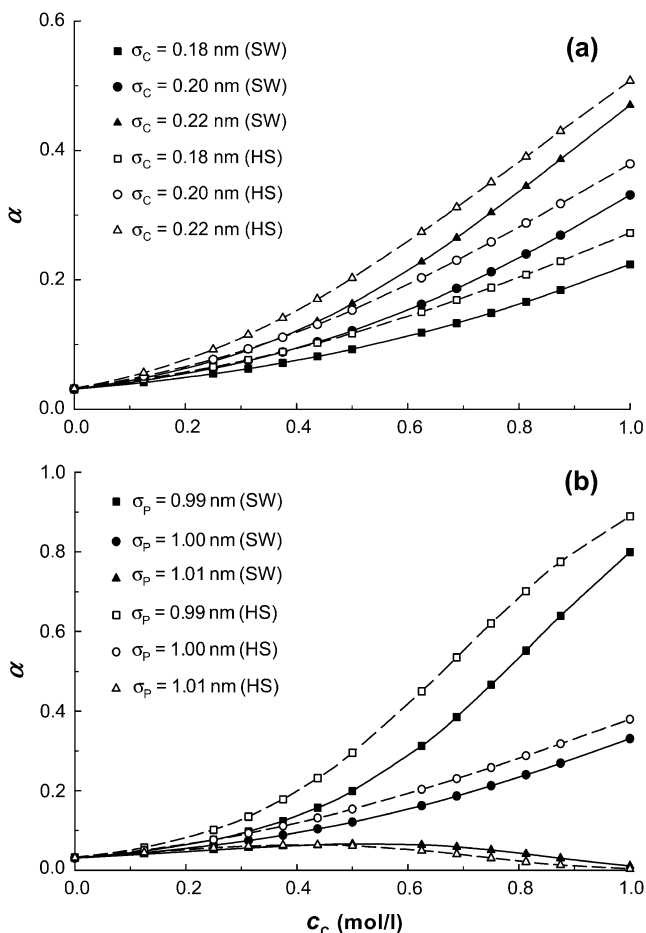 (a)
σC = 0.18 nm (SW)
σC = 0.20 nm (SW)
σC = 0.22 nm (SW)
σC = 0.18 nm (HS)
σC = 0.20 nm (HS)
σC = 0.22 nm (HS)
0.6
0.4
0.2
0.0
α
0.0 0.2 0.4 0.6 0.8 1.0
(b)
σP = 0.99 nm (SW)
σP = 1.00 nm (SW)
σP = 1.01 nm (SW)
σP = 0.99 nm (HS)
σP = 1.00 nm (HS)
σP = 1.01 nm (HS)
1.0
0.8
0.6
0.4
0.2
0.0
α
0.0 0.2 0.4 0.6 0.8 1.0
cC (mol/l)